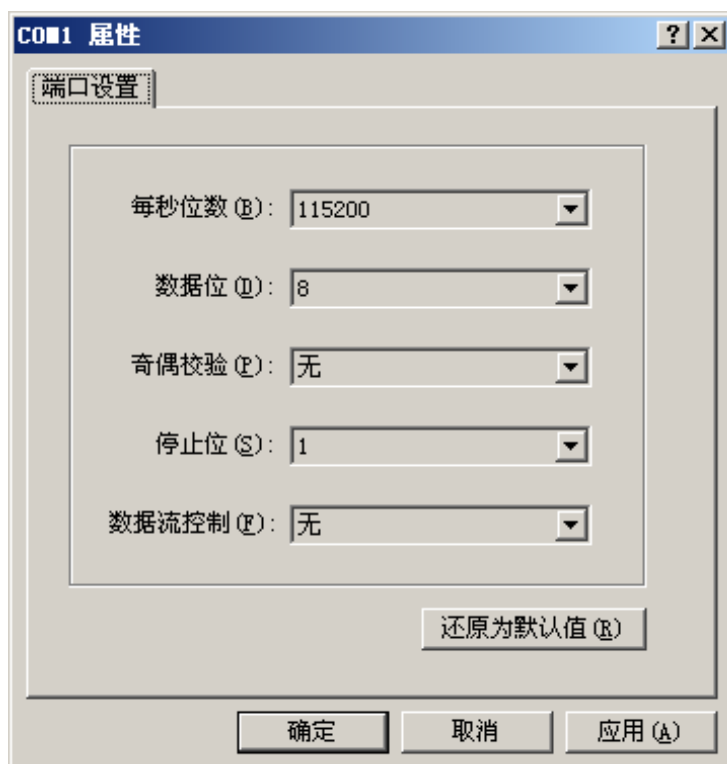 COM1 属性
端口设置
每秒位数(B): 115200
数据位(D): 8
奇偶校验(P): 无
停止位(S): 1
数据流控制(F): 无
还原为默认值(R)
确定 取消 应用(A)